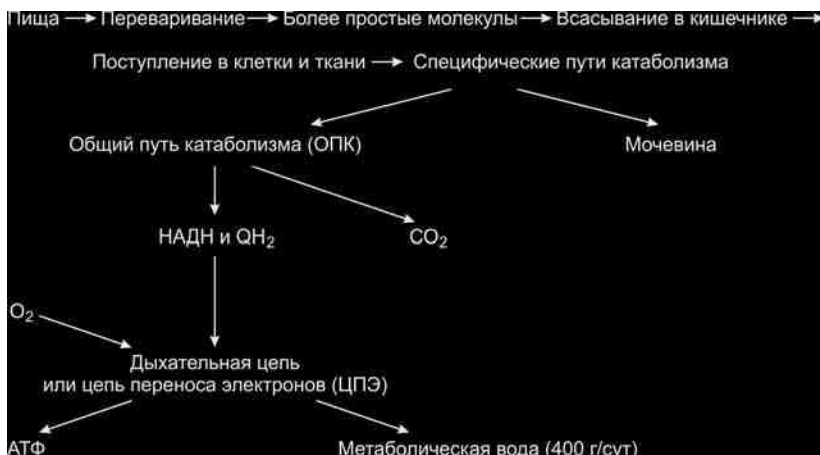 Пища → Переваривание → Более простые молекулы → Всасывание в кишечнике →
Поступление в клетки и ткани → Специфические пути катаболизма
Общий путь катаболизма (ОПК) Мочевина
НАДН и QH₂ CO₂
O₂
Дыхательная цепь
или цепь переноса электронов (ЦПЭ)
АТФ Метаболическая вода (400 г/сут)